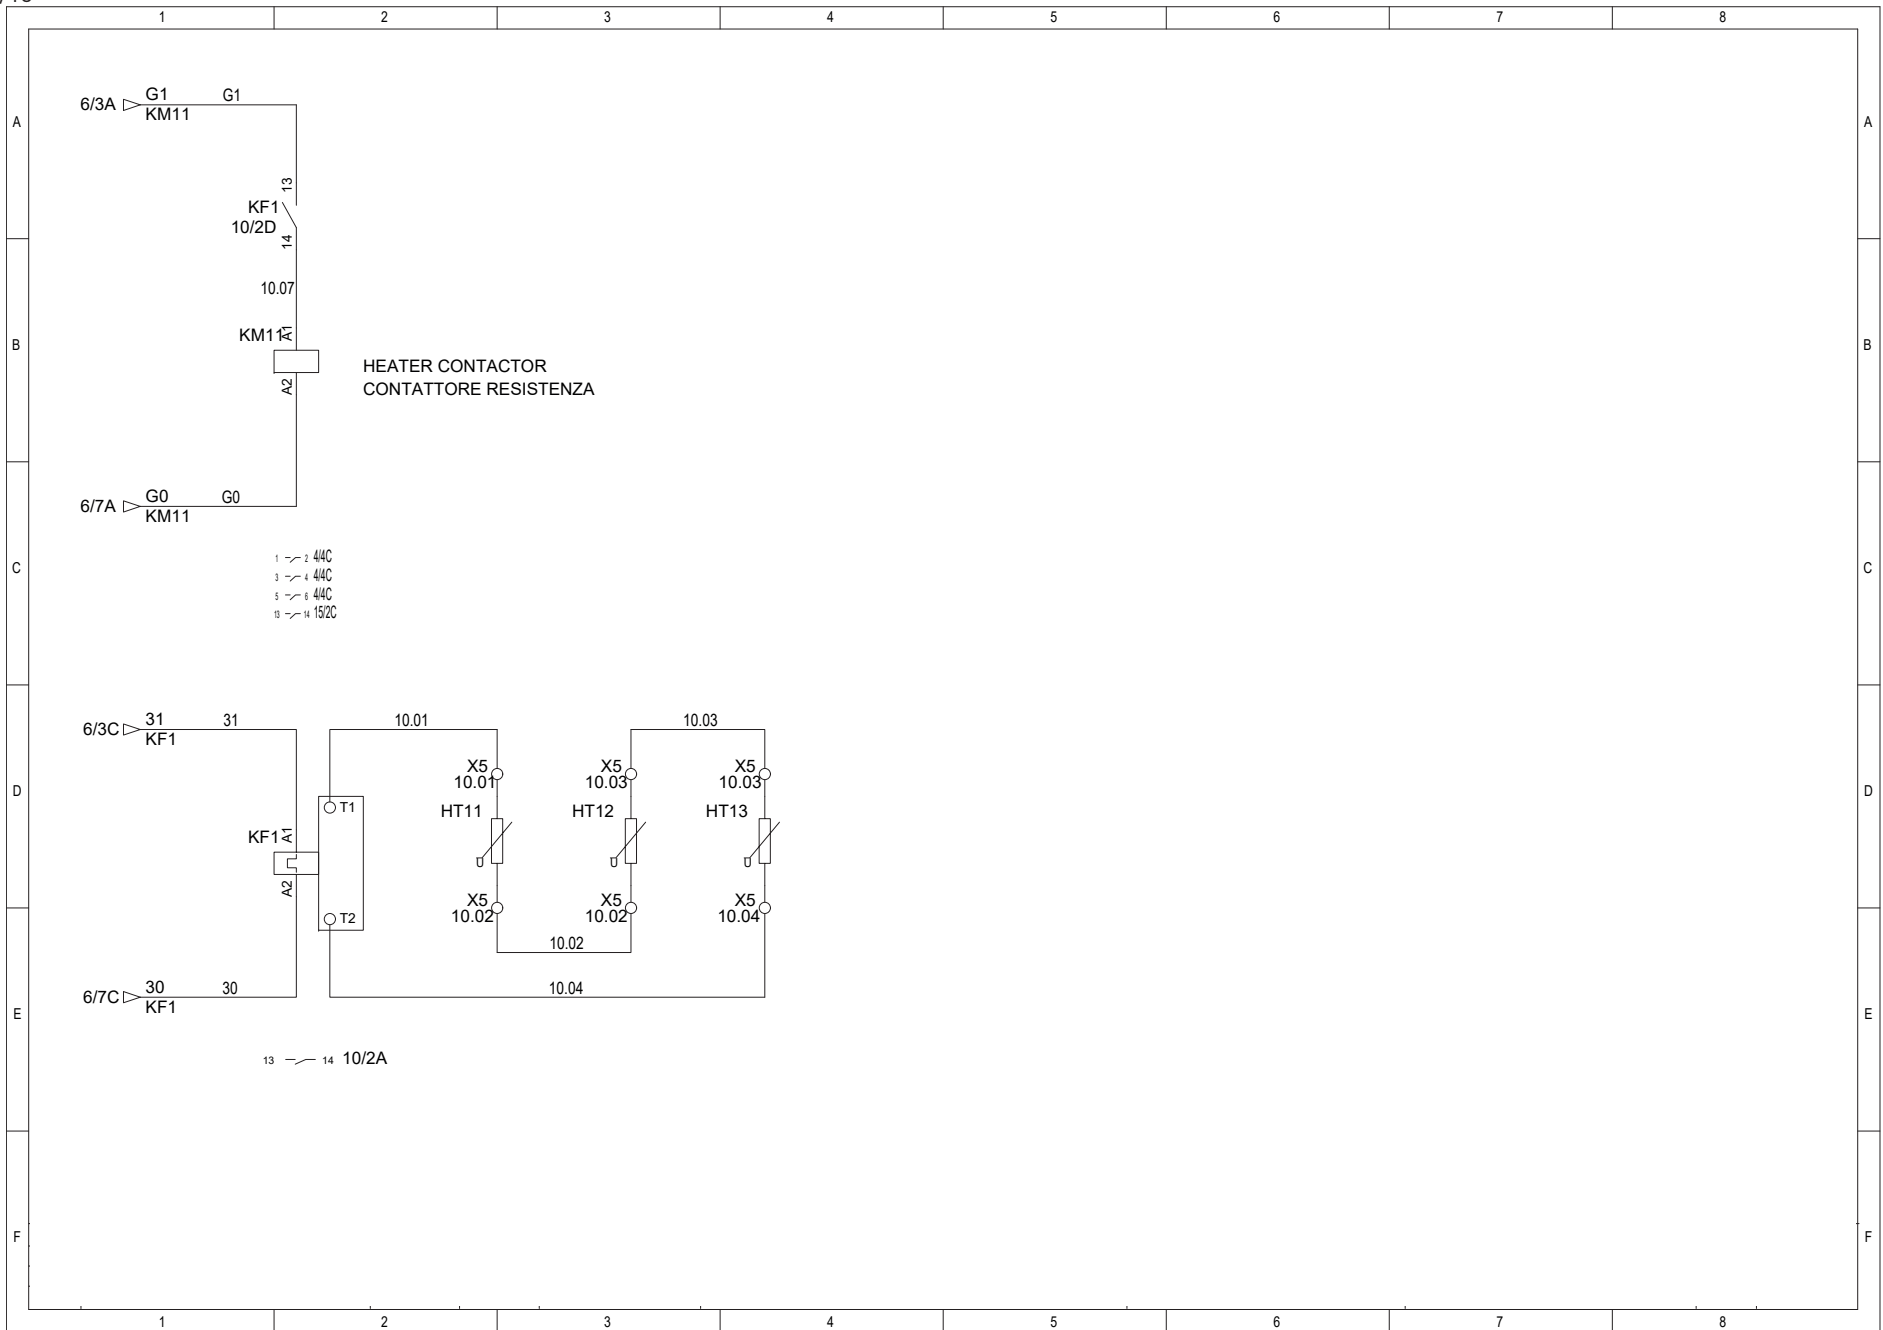 1 2 3 4 5 6 7 8
A A
6/3A G1 G1
KM11
13
KF1
10/2D
14
10.07
B B
KM11 A1
HEATER CONTACTOR
A2
CONTATTORE RESISTENZA
6/7A G0 G0
KM11
C C
1 2 4/4C
3 4 4/4C
5 6 4/4C
13 14 15/2C
6/3C 31 31 10.01 10.03
KF1
X5 X5 X5
10.01 10.03 10.03
D D
T1 HT11 HT12 HT13
KF1 A1
U U U
A2
X5 X5 X5
10.02 10.02 10.04
T2
10.02
6/7C 30 30 10.04
KF1
E E
13 14 10/2A
F F
1 2 3 4 5 6 7 8